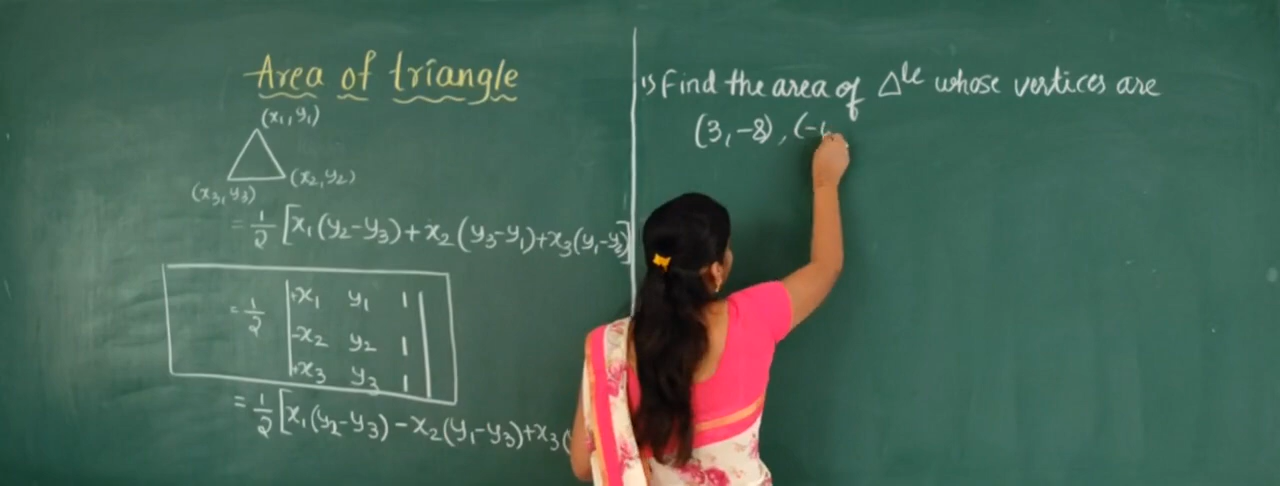 Area of triangle
(x₁, y₁)
(x₃, y₃) (x₂, y₂)
= 1/2 [x₁(y₂-y₃)+x₂(y₃-y₁)+x₃(y₁-y₂)]
= 1/2 |+x₁ y₁ 1|
|-x₂ y₂ 1|
|+x₃ y₃ 1|
= 1/2 [x₁(y₂-y₃)-x₂(y₁-y₃)+x₃(
1) Find the area of Δle whose vertices are
(3, -8), (-